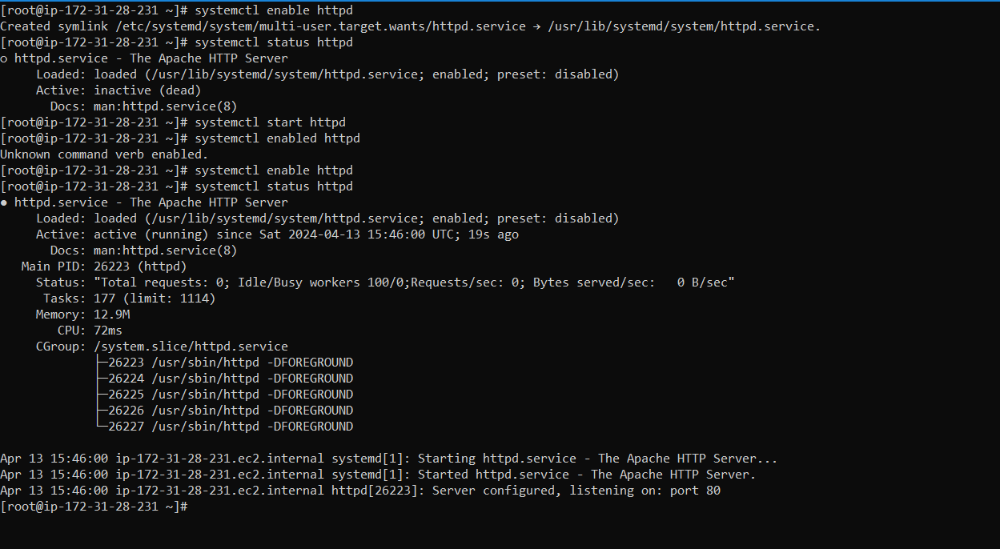 [root@ip-172-31-28-231 ~]# systemctl enable httpd
Created symlink /etc/systemd/system/multi-user.target.wants/httpd.service → /usr/lib/systemd/system/httpd.service.
[root@ip-172-31-28-231 ~]# systemctl status httpd
○ httpd.service - The Apache HTTP Server
     Loaded: loaded (/usr/lib/systemd/system/httpd.service; enabled; preset: disabled)
     Active: inactive (dead)
       Docs: man:httpd.service(8)
[root@ip-172-31-28-231 ~]# systemctl start httpd
[root@ip-172-31-28-231 ~]# systemctl enabled httpd
Unknown command verb enabled.
[root@ip-172-31-28-231 ~]# systemctl enable httpd
[root@ip-172-31-28-231 ~]# systemctl status httpd
● httpd.service - The Apache HTTP Server
     Loaded: loaded (/usr/lib/systemd/system/httpd.service; enabled; preset: disabled)
     Active: active (running) since Sat 2024-04-13 15:46:00 UTC; 19s ago
       Docs: man:httpd.service(8)
   Main PID: 26223 (httpd)
     Status: "Total requests: 0; Idle/Busy workers 100/0;Requests/sec: 0; Bytes served/sec:   0 B/sec"
      Tasks: 177 (limit: 1114)
     Memory: 12.9M
        CPU: 72ms
     CGroup: /system.slice/httpd.service
             ├─26223 /usr/sbin/httpd -DFOREGROUND
             ├─26224 /usr/sbin/httpd -DFOREGROUND
             ├─26225 /usr/sbin/httpd -DFOREGROUND
             ├─26226 /usr/sbin/httpd -DFOREGROUND
             └─26227 /usr/sbin/httpd -DFOREGROUND
Apr 13 15:46:00 ip-172-31-28-231.ec2.internal systemd[1]: Starting httpd.service - The Apache HTTP Server...
Apr 13 15:46:00 ip-172-31-28-231.ec2.internal systemd[1]: Started httpd.service - The Apache HTTP Server.
Apr 13 15:46:00 ip-172-31-28-231.ec2.internal httpd[26223]: Server configured, listening on: port 80
[root@ip-172-31-28-231 ~]#